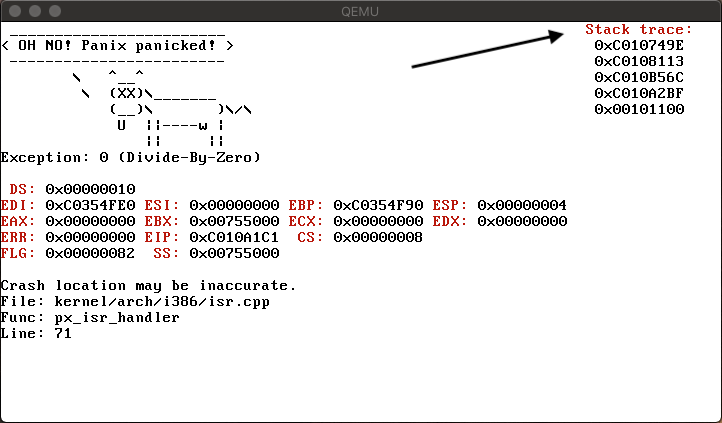 QEMU
 _________________________
< OH NO! Panix panicked! >
 -------------------------
         \    ^__^
          \  (XX)\_______
             (__)\        )\/\
              U  ||----w |
                 ||      ||
Exception: 0 (Divide-By-Zero)
 DS: 0x00000010
EDI: 0xC0354FE0 ESI: 0x00000000 EBP: 0xC0354F90 ESP: 0x00000004
EAX: 0x00000000 EBX: 0x00755000 ECX: 0x00000000 EDX: 0x00000000
ERR: 0x00000000 EIP: 0xC010A1C1  CS: 0x00000008
FLG: 0x00000082  SS: 0x00755000
Crash location may be inaccurate.
File: kernel/arch/i386/isr.cpp
Func: px_isr_handler
Line: 71
Stack trace:
0xC010749E
0xC0108113
0xC010B56C
0xC010A2BF
0x00101100